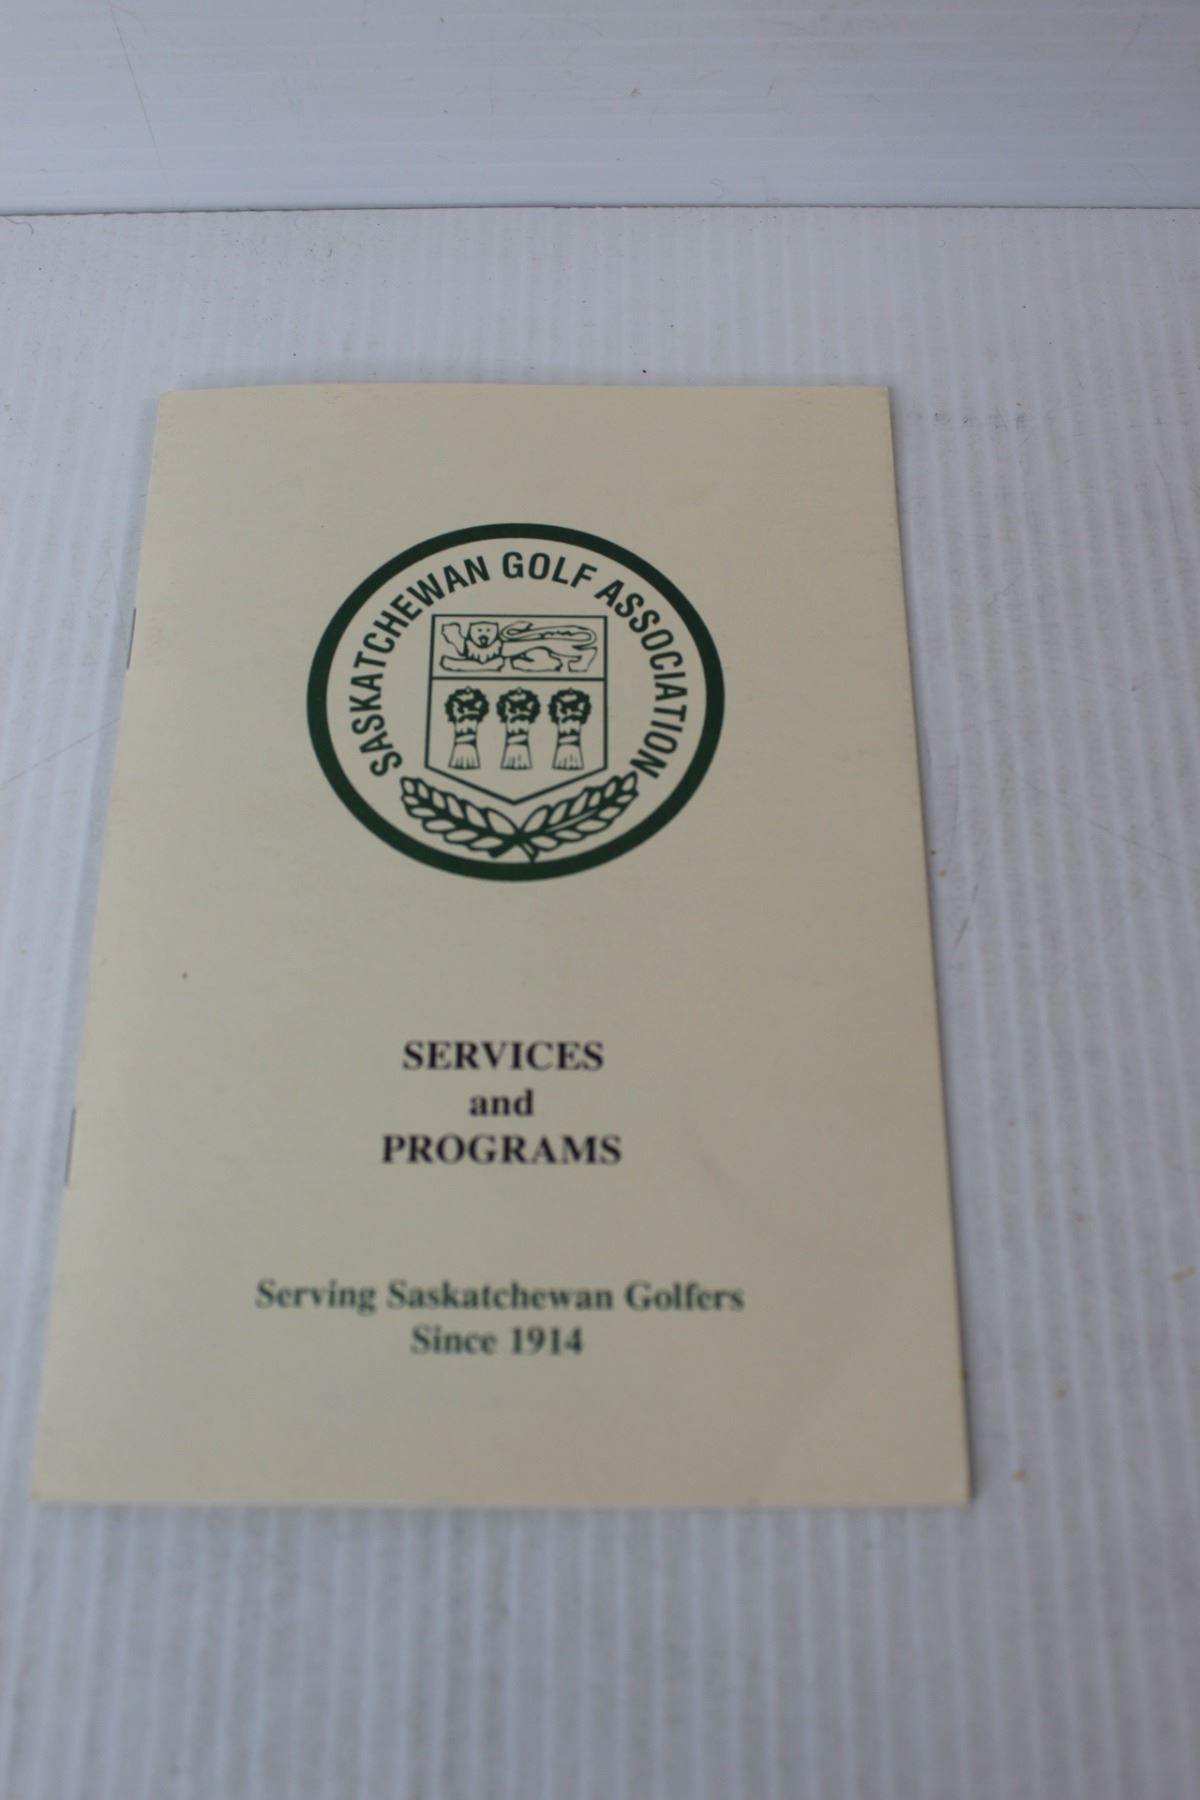 SASKATCHEWAN GOLF ASSOCIATION
SERVICES
and
PROGRAMS
Serving Saskatchewan Golfers
Since 1914